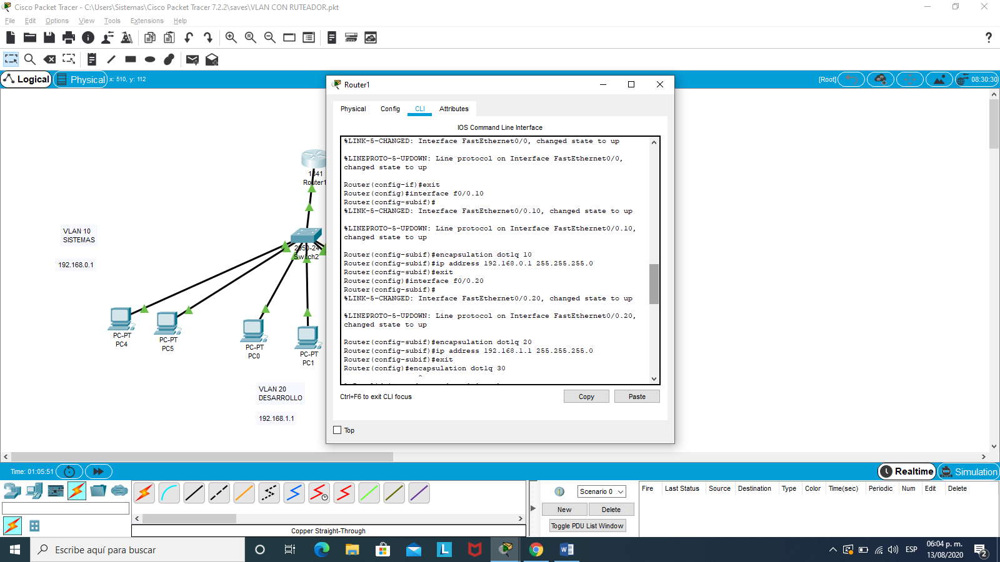 Cisco Packet Tracer - C:\Users\Sistemas\Cisco Packet Tracer 7.2.2\saves\VLAN CON RUTEADOR.pkt
File Edit Options View Tools Extensions Help
?
Logical Physical x: 510, y: 112 [Root] 08:30:30
Router1
Physical Config CLI Attributes
IOS Command Line Interface
%LINK-5-CHANGED: Interface FastEthernet0/0, changed state to up
%LINEPROTO-5-UPDOWN: Line protocol on Interface FastEthernet0/0,
changed state to up
Router(config-if)#exit
Router(config)#interface f0/0.10
Router(config-subif)#
%LINK-5-CHANGED: Interface FastEthernet0/0.10, changed state to up
%LINEPROTO-5-UPDOWN: Line protocol on Interface FastEthernet0/0.10,
changed state to up
Router(config-subif)#encapsulation dot1q 10
Router(config-subif)#ip address 192.168.0.1 255.255.255.0
Router(config-subif)#exit
Router(config)#interface f0/0.20
Router(config-subif)#
%LINK-5-CHANGED: Interface FastEthernet0/0.20, changed state to up
%LINEPROTO-5-UPDOWN: Line protocol on Interface FastEthernet0/0.20,
changed state to up
Router(config-subif)#encapsulation dot1q 20
Router(config-subif)#ip address 192.168.1.1 255.255.255.0
Router(config-subif)#exit
Router(config)#encapsulation dot1q 30
^
Ctrl+F6 to exit CLI focus
Copy Paste
Top
1841
Router1
2950-24
Switch2
VLAN 10
SISTEMAS
192.168.0.1
PC-PT
PC4
PC-PT
PC5
PC-PT
PC0
PC-PT
PC1
VLAN 20
DESARROLLO
192.168.1.1
Time: 01:05:51
Realtime Simulation
Scenario 0
New Delete
Toggle PDU List Window
Fire Last Status Source Destination Type Color Time(sec) Periodic Num Edit Delete
Copper Straight-Through
Escribe aquí para buscar
ESP
06:04 p. m.
13/08/2020
2